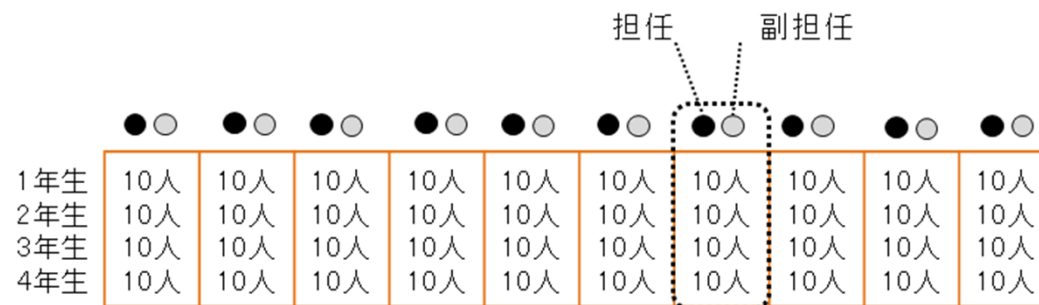 担任 副担任
1年生 10人 10人 10人 10人 10人 10人 10人 10人 10人 10人
2年生 10人 10人 10人 10人 10人 10人 10人 10人 10人 10人
3年生 10人 10人 10人 10人 10人 10人 10人 10人 10人 10人
4年生 10人 10人 10人 10人 10人 10人 10人 10人 10人 10人